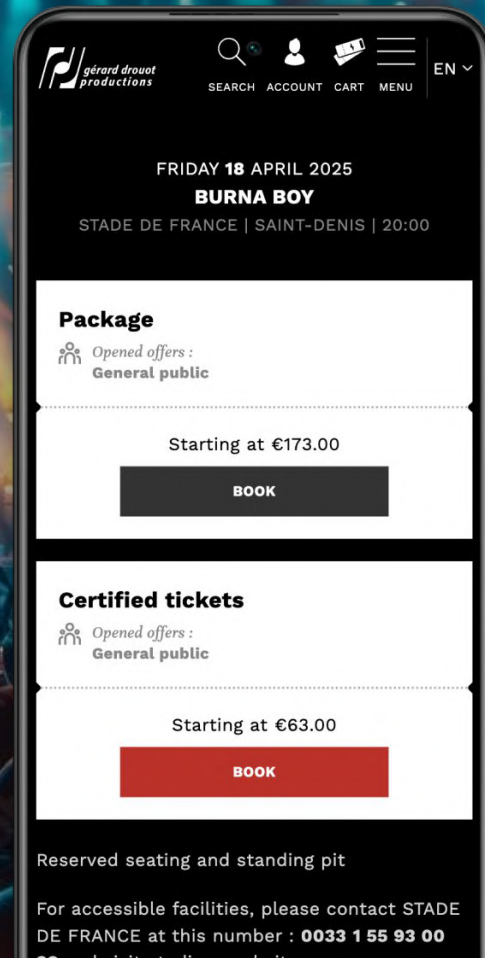 gérard drouot
productions
SEARCH ACCOUNT CART MENU
EN
FRIDAY 18 APRIL 2025
BURNA BOY
STADE DE FRANCE | SAINT-DENIS | 20:00
Package
Opened offers :
General public
Starting at €173.00
BOOK
Certified tickets
Opened offers :
General public
Starting at €63.00
BOOK
Reserved seating and standing pit
For accessible facilities, please contact STADE
DE FRANCE at this number : 0033 1 55 93 00